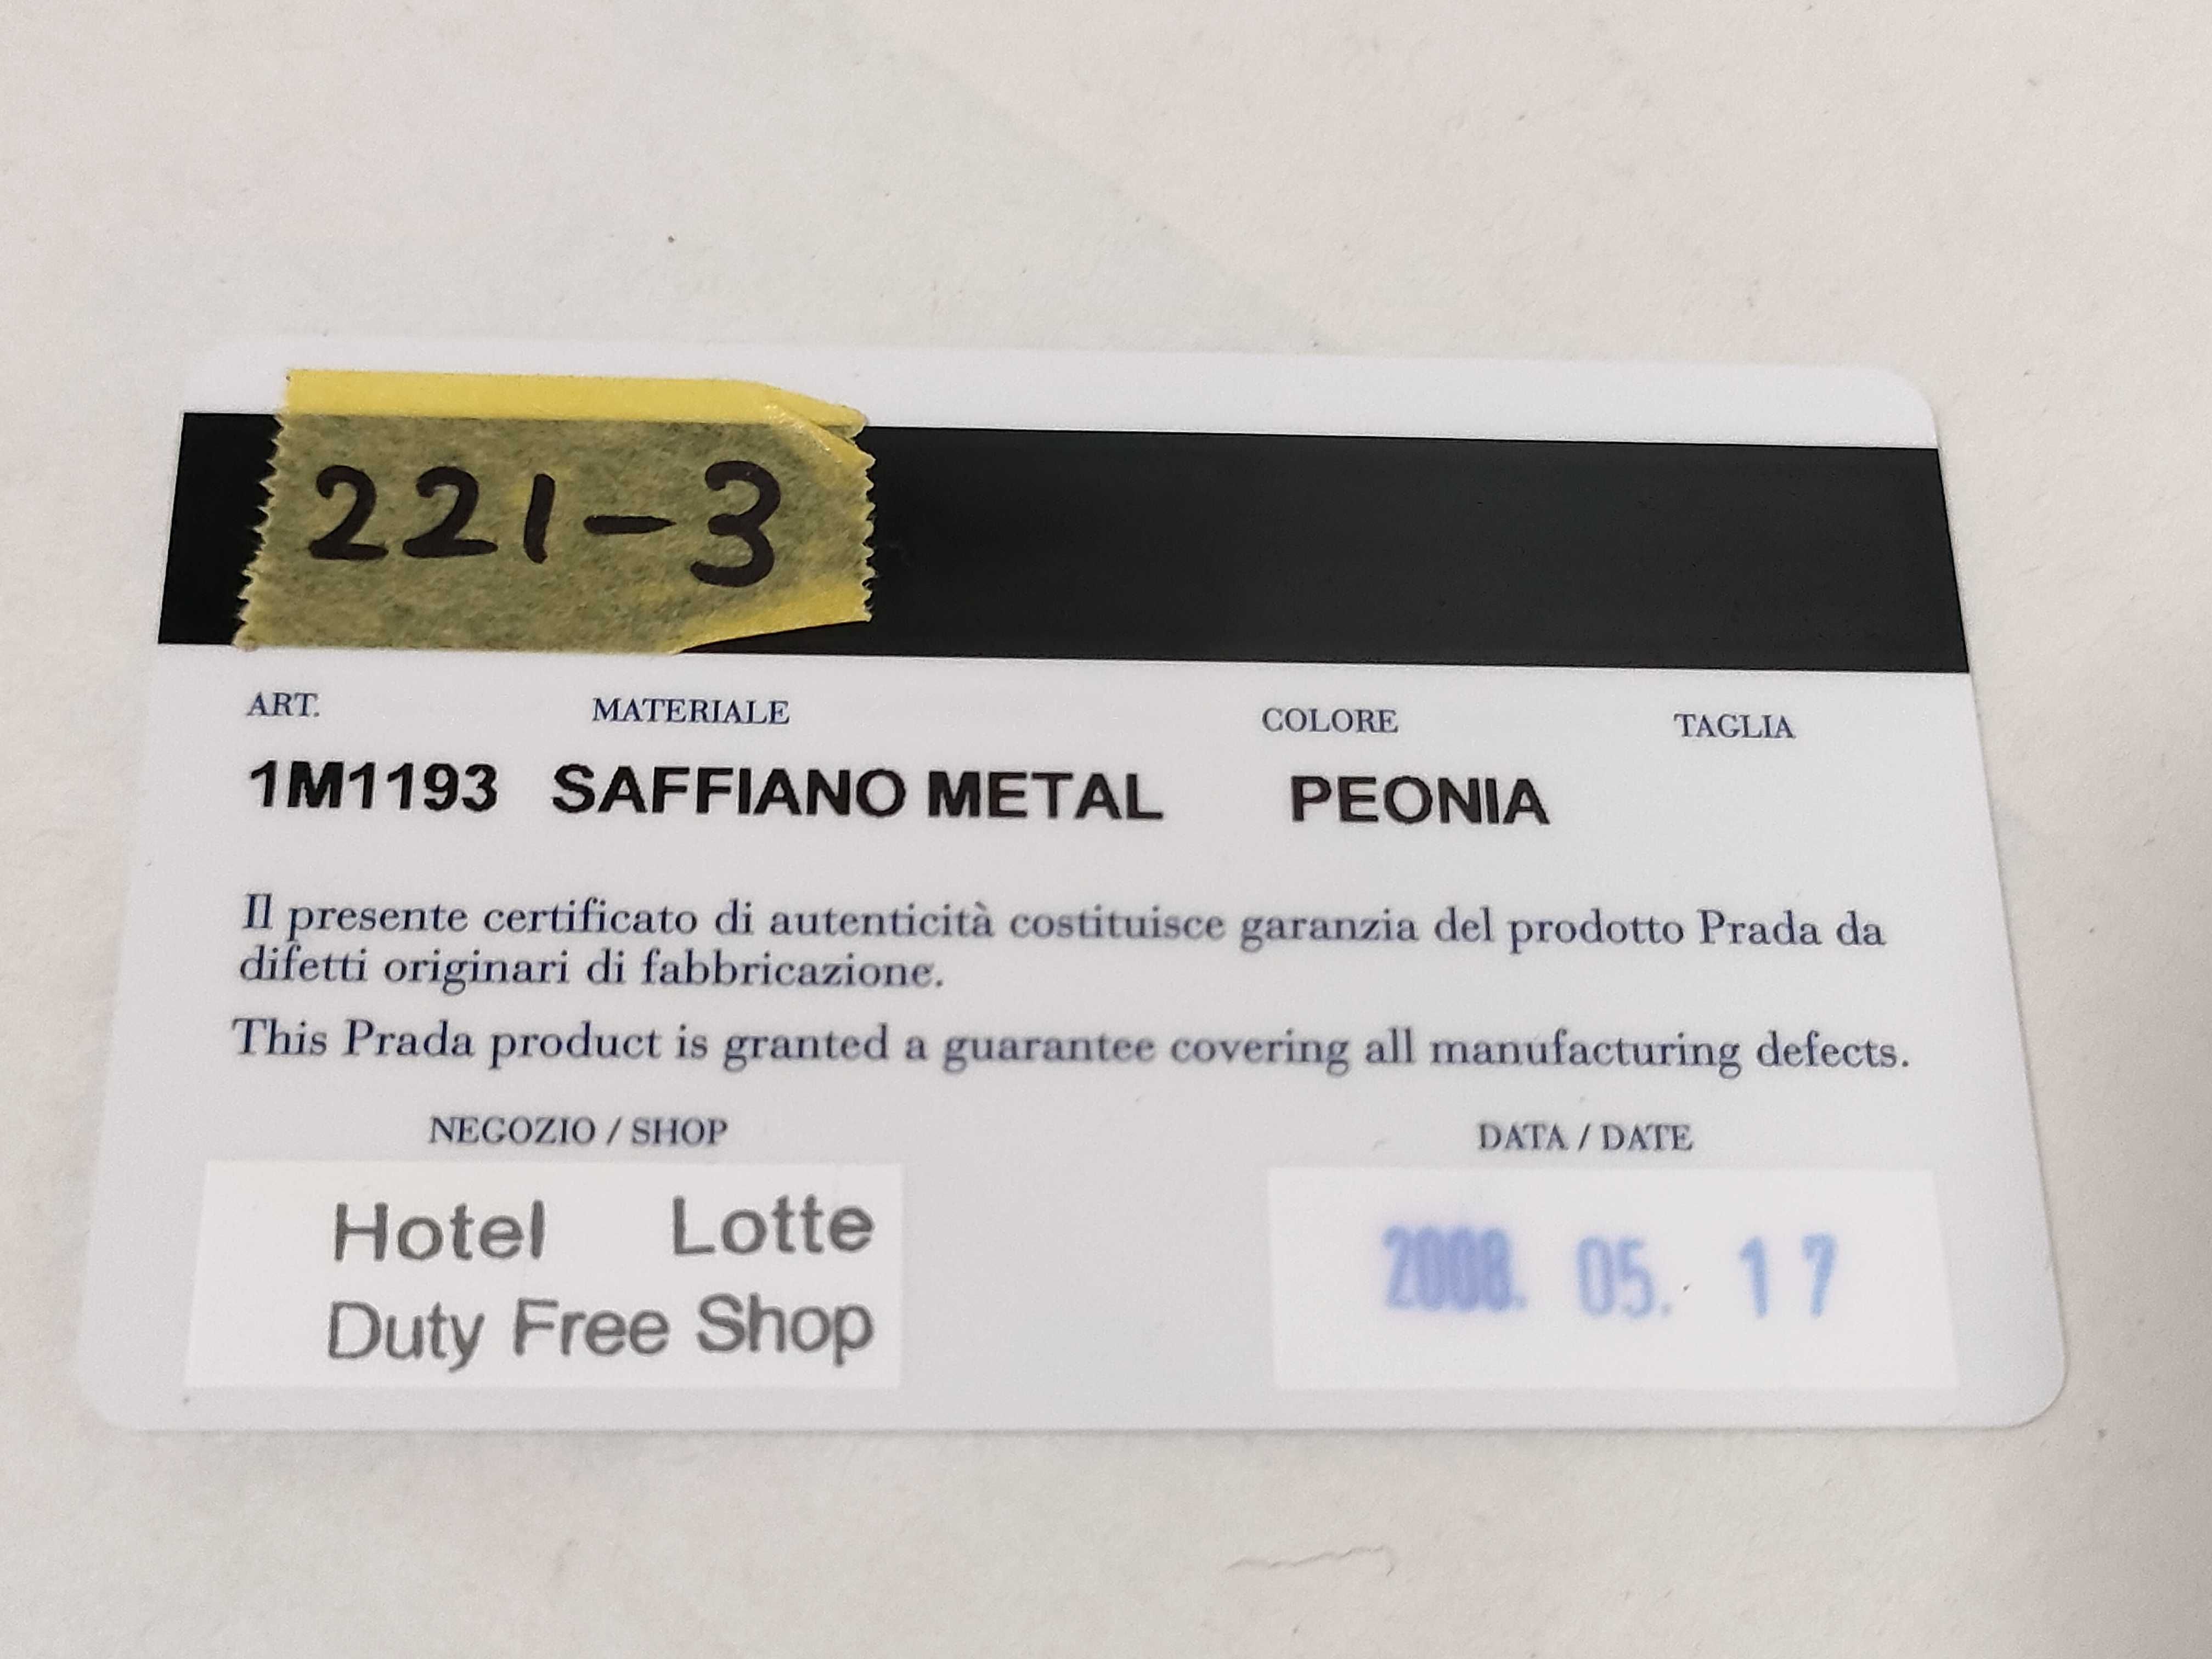 221-3
ART. MATERIALE COLORE TAGLIA
1M1193 SAFFIANO METAL PEONIA
Il presente certificato di autenticità costituisce garanzia del prodotto Prada da
difetti originari di fabbricazione.
This Prada product is granted a guarantee covering all manufacturing defects.
NEGOZIO / SHOP DATA / DATE
Hotel Lotte
Duty Free Shop
2008. 05. 17